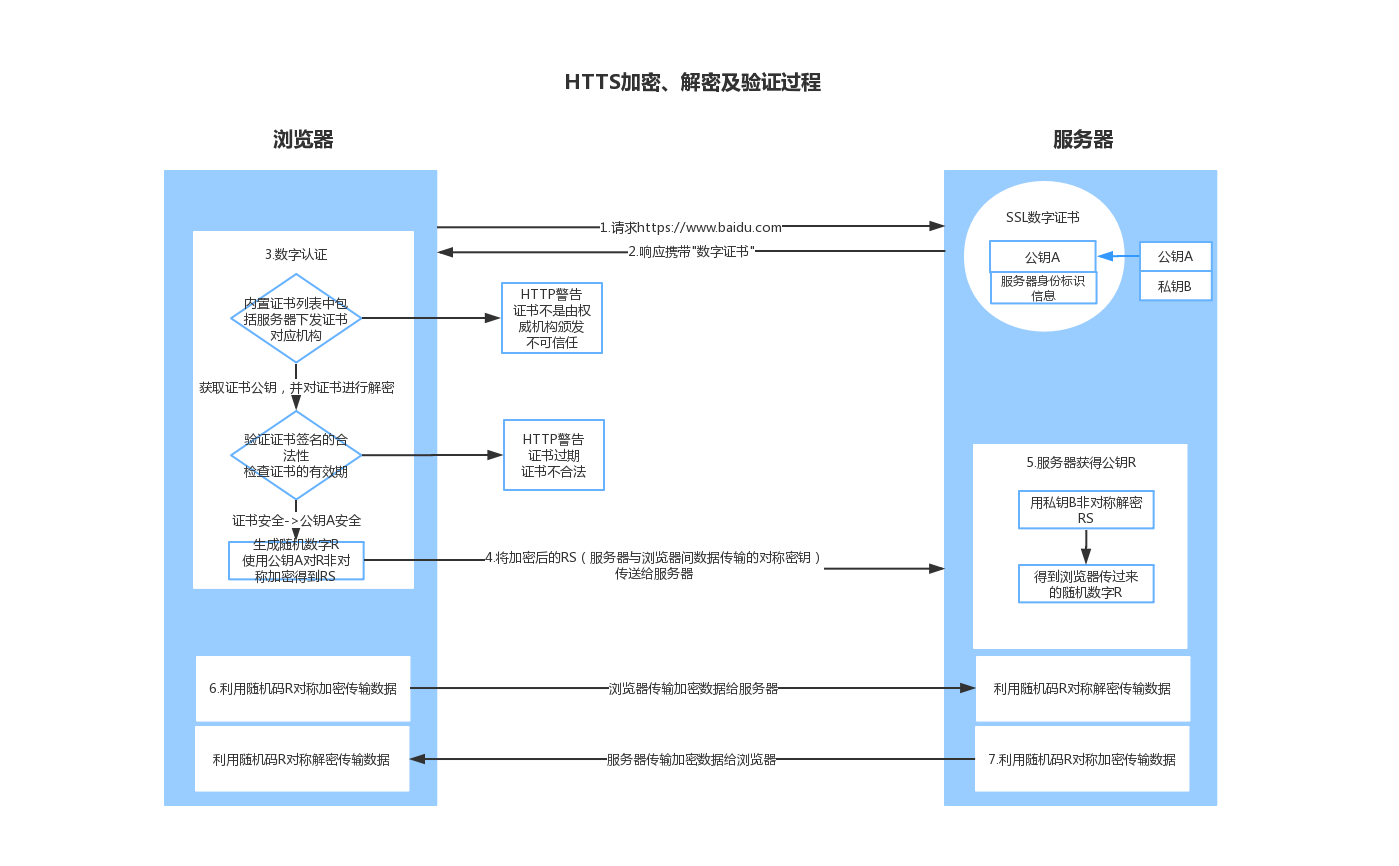 HTTS加密、解密及验证过程
浏览器
服务器
1.请求https://www.baidu.com
2.响应携带"数字证书"
SSL数字证书
公钥A
服务器身份标识
信息
公钥A
私钥B
3.数字认证
内置证书列表中包
括服务器下发证书
对应机构
HTTP警告
证书不是由权
威机构颁发
不可信任
获取证书公钥，并对证书进行解密
验证证书签名的合
法性
检查证书的有效期
HTTP警告
证书过期
证书不合法
证书安全->公钥A安全
生成随机数字R
使用公钥A对R非对
称加密得到RS
4.将加密后的RS（服务器与浏览器间数据传输的对称密钥）
传送给服务器
5.服务器获得公钥R
用私钥B非对称解密
RS
得到浏览器传过来
的随机数字R
6.利用随机码R对称加密传输数据
浏览器传输加密数据给服务器
利用随机码R对称解密传输数据
利用随机码R对称解密传输数据
服务器传输加密数据给浏览器
7.利用随机码R对称加密传输数据